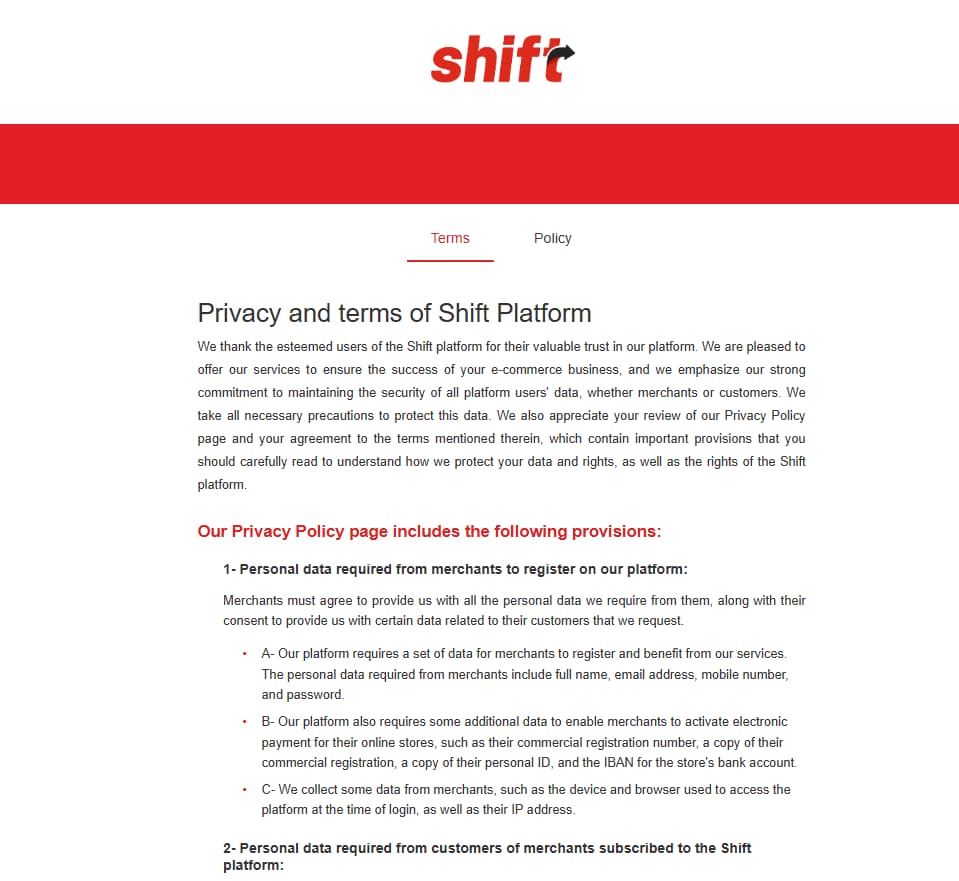 shift
Terms Policy
Privacy and terms of Shift Platform
We thank the esteemed users of the Shift platform for their valuable trust in our platform. We are pleased to
offer our services to ensure the success of your e-commerce business, and we emphasize our strong
commitment to maintaining the security of all platform users' data, whether merchants or customers. We
take all necessary precautions to protect this data. We also appreciate your review of our Privacy Policy
page and your agreement to the terms mentioned therein, which contain important provisions that you
should carefully read to understand how we protect your data and rights, as well as the rights of the Shift
platform.
Our Privacy Policy page includes the following provisions:
1- Personal data required from merchants to register on our platform:
Merchants must agree to provide us with all the personal data we require from them, along with their
consent to provide us with certain data related to their customers that we request.
• A- Our platform requires a set of data for merchants to register and benefit from our services.
The personal data required from merchants include full name, email address, mobile number,
and password.
• B- Our platform also requires some additional data to enable merchants to activate electronic
payment for their online stores, such as their commercial registration number, a copy of their
commercial registration, a copy of their personal ID, and the IBAN for the store's bank account.
• C- We collect some data from merchants, such as the device and browser used to access the
platform at the time of login, as well as their IP address.
2- Personal data required from customers of merchants subscribed to the Shift
platform: